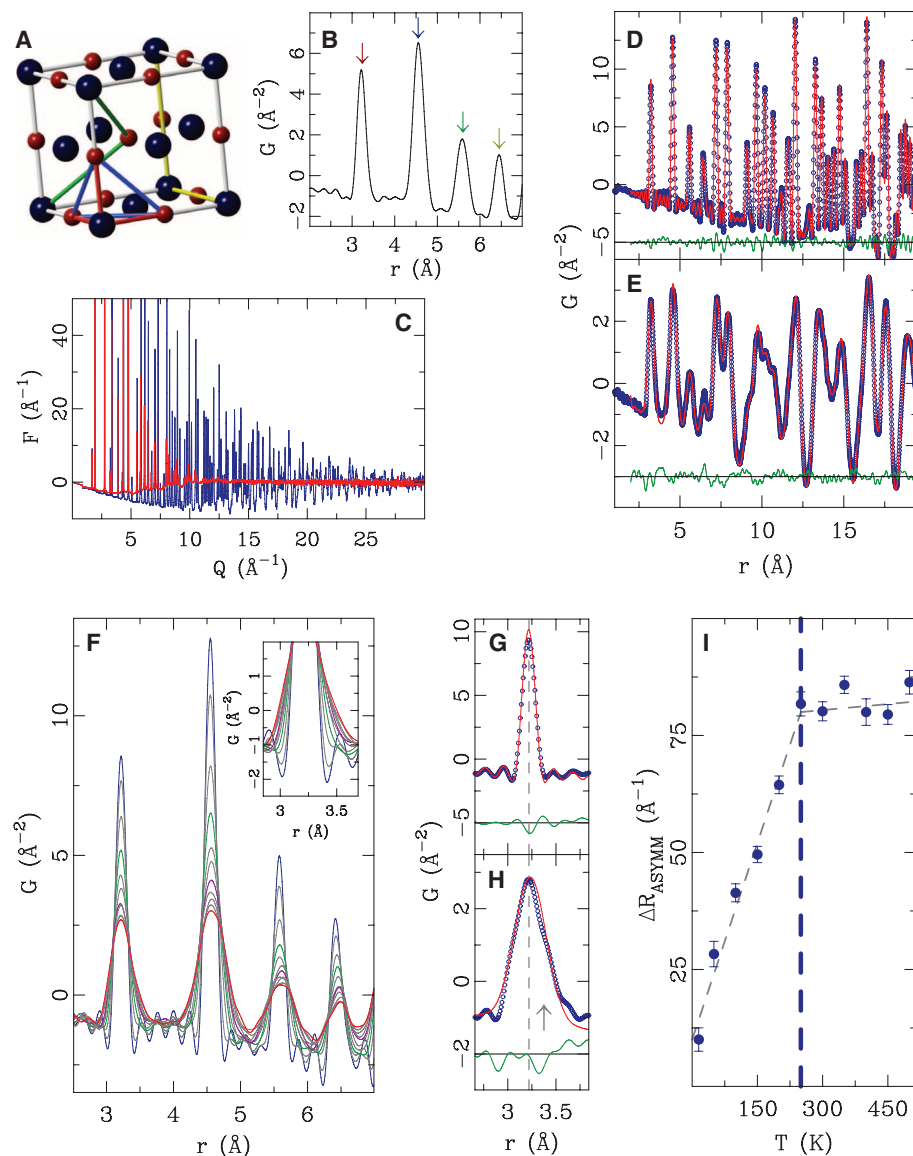 A
B
G (Å⁻²)
6
4
2
0
2
3 4 5 6
r (Å)
C
F (Å⁻¹)
40
20
0
5 10 15 20 25
Q (Å⁻¹)
D
10
5
0
−5
G (Å⁻²)
E
2
0
−2
5 10 15
r (Å)
F
G (Å⁻²)
10
5
0
3 4 5 6
r (Å)
G (Å⁻²)
1
0
−1
−2
3 3.5
r (Å)
G
10
5
0
−5
G (Å⁻²)
H
2
0
−2
3 3.5
r (Å)
I
ΔR_ASYMM (Å⁻¹)
75
50
25
150 300 450
T (K)